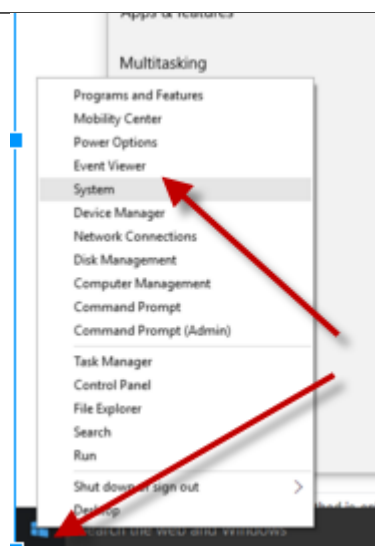 Apps & features
Multitasking
Programs and Features
Mobility Center
Power Options
Event Viewer
System
Device Manager
Network Connections
Disk Management
Computer Management
Command Prompt
Command Prompt (Admin)
Task Manager
Control Panel
File Explorer
Search
Run
Shut down or sign out
Desktop
Search the web and Windows